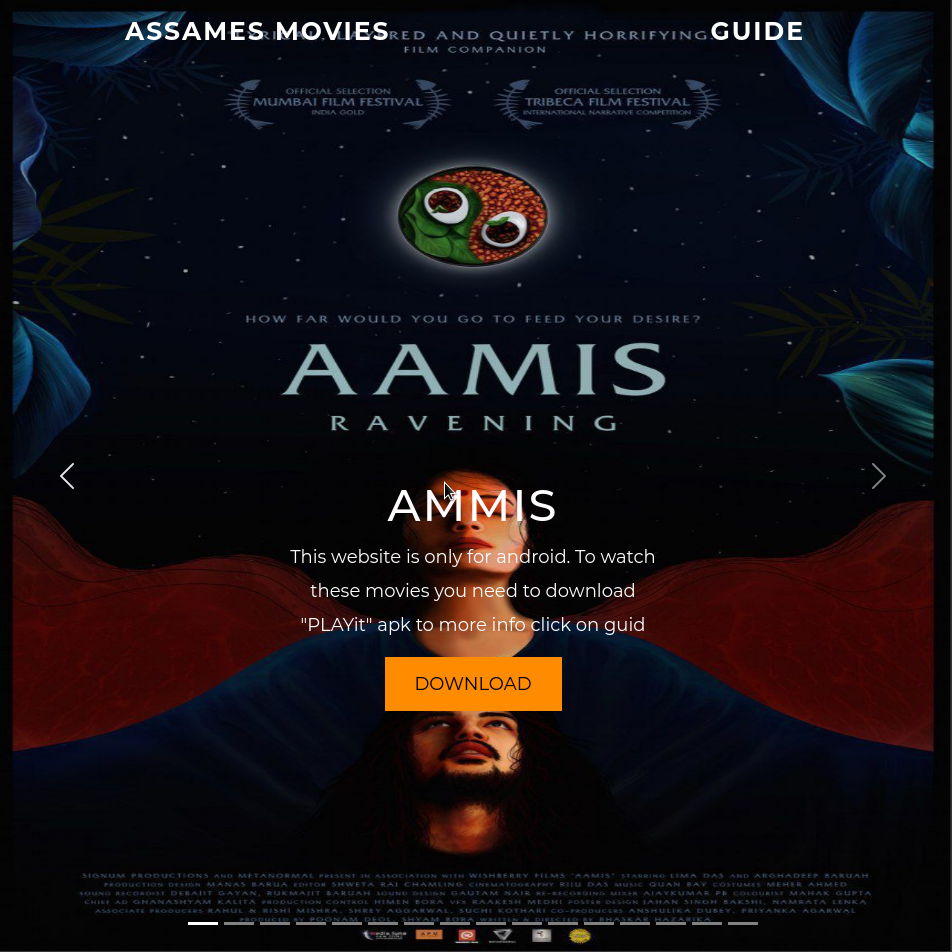 ASSAMES MOVIES
GUIDE
AND QUIETLY HORRIFYING.
FILM COMPANION
OFFICIAL SELECTION
MUMBAI FILM FESTIVAL
INDIA GOLD
OFFICIAL SELECTION
TRIBECA FILM FESTIVAL
INTERNATIONAL NARRATIVE COMPETITION
HOW FAR WOULD YOU GO TO FEED YOUR DESIRE?
AAMIS
RAVENING
AMMIS
This website is only for android. To watch
these movies you need to download
"PLAYit" apk to more info click on guid
DOWNLOAD
SIGNUM PRODUCTIONS AND METANORMAL PRESENT IN ASSOCIATION WITH WISHBERRY FILMS "AAMIS" STARRING LIMA DAS AND ARGHADEEP BARUAH
PRODUCTION DESIGN MANAS BARUA EDITOR SHWETA RAI CHAMLING CINEMATOGRAPHY RIJU DAS MUSIC QUAN BAY COSTUMES MEHER AHMED
SOUND RECORDIST DEBAJIT GAYAN, RUKMAJIT BARUAH SOUND DESIGN GAUTAM NAIR RE-RECORDING MIXER AJAYKUMAR P.B. COLOURIST MAHAK GUPTA
CHIEF AD GHANASHYAM KALITA PRODUCTION CONTROL HIMEN BORA VFX RAAKESH MEDHI POSTER DESIGN JAHAN SINGH BAKSHI, NAMRATA LENKA
ASSOCIATE PRODUCERS RAHUL & RISHI MISHRA, SHREY AGGARWAL, SUCHI KOTHARI CO-PRODUCERS ANSHULIKA DUBEY, PRIYANKA AGARWAL
PRODUCED BY POONAM DEOL, SHYAM BORA WRITTEN & DIRECTED BY BHASKAR HAZARIKA